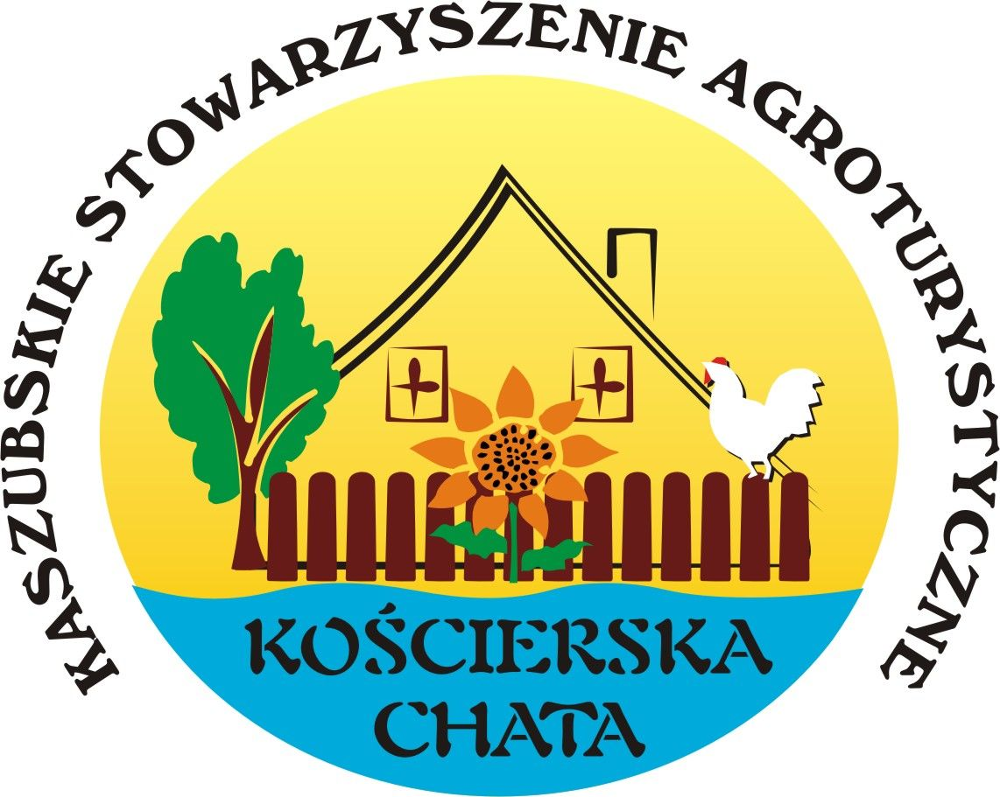 KASZUBSKIE STOWARZYSZENIE AGROTURYSTYCZNE
KOŚCIERSKA
CHATA